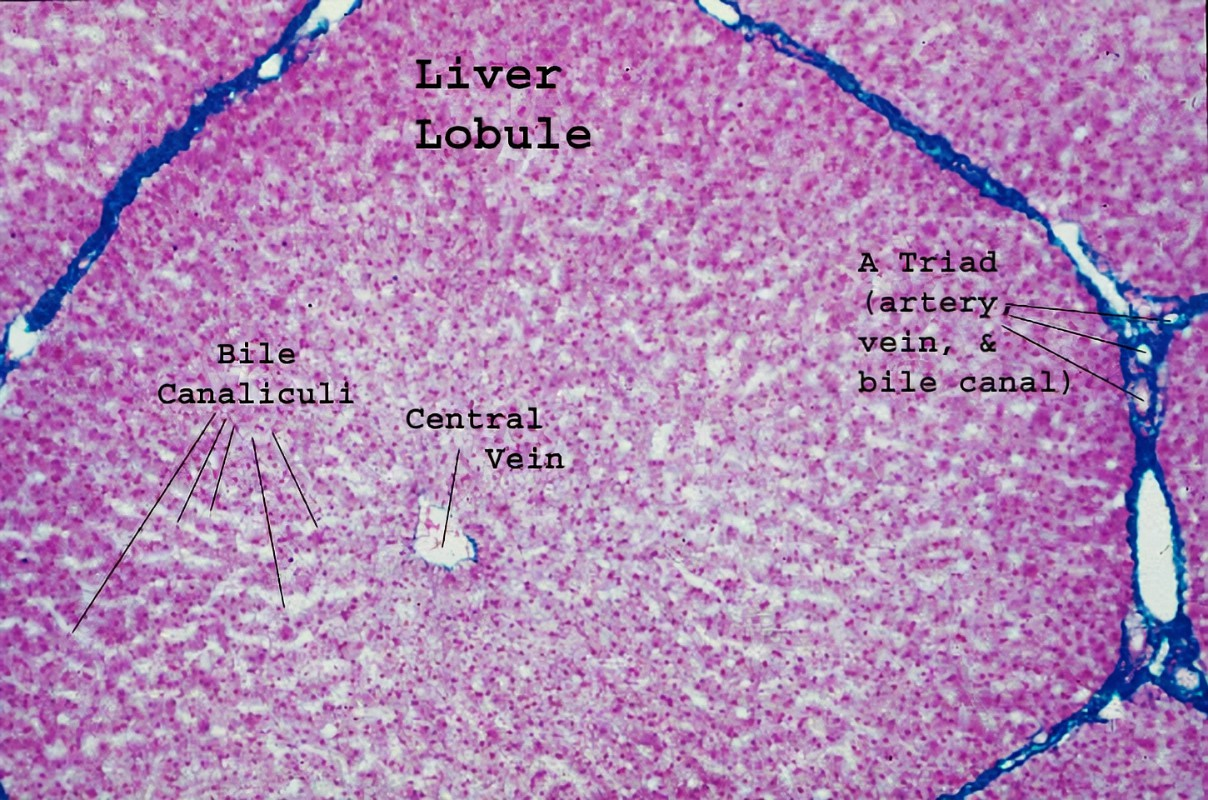 Liver
Lobule
A Triad
(artery,
vein, &
bile canal)
Bile
Canaliculi
Central
Vein